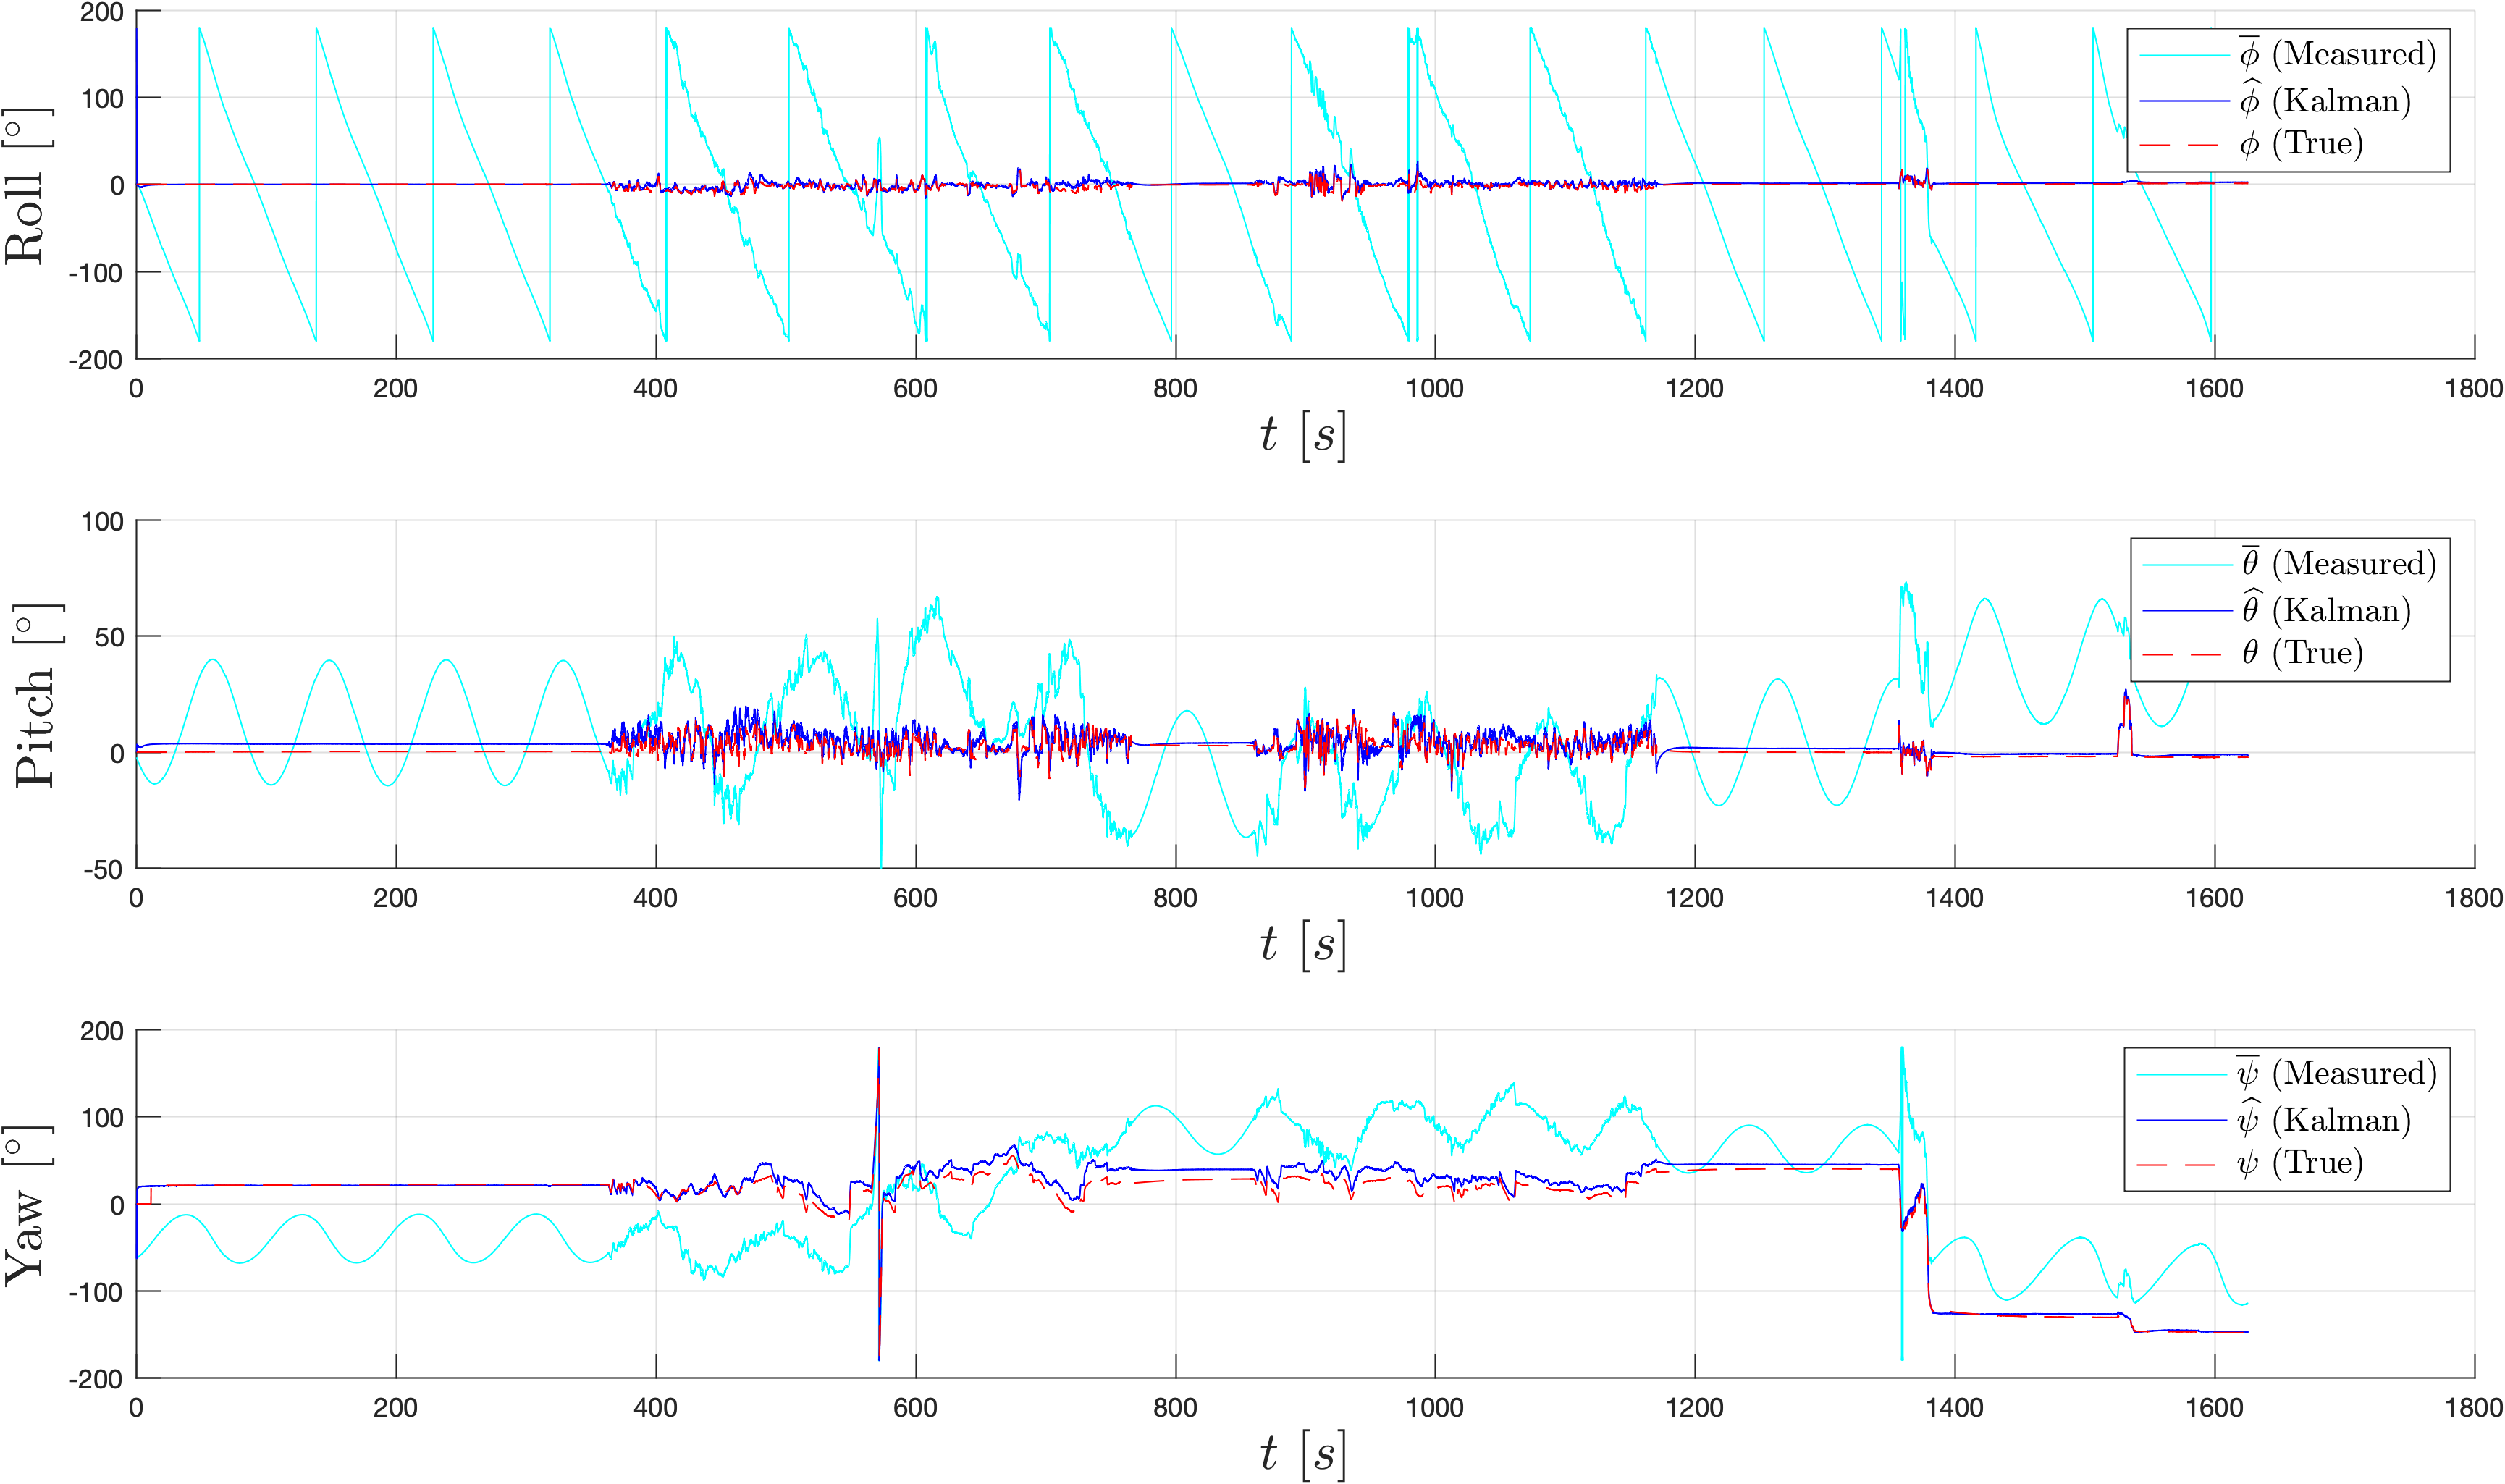 200
100
0
-100
-200
Roll [°]
0 200 400 600 800 1000 1200 1400 1600 1800
t [s]
ϕ̅ (Measured)
ϕ̂ (Kalman)
ϕ (True)
100
50
0
-50
Pitch [°]
0 200 400 600 800 1000 1200 1400 1600 1800
t [s]
θ̅ (Measured)
θ̂ (Kalman)
θ (True)
200
100
0
-100
-200
Yaw [°]
0 200 400 600 800 1000 1200 1400 1600 1800
t [s]
ψ̅ (Measured)
ψ̂ (Kalman)
ψ (True)